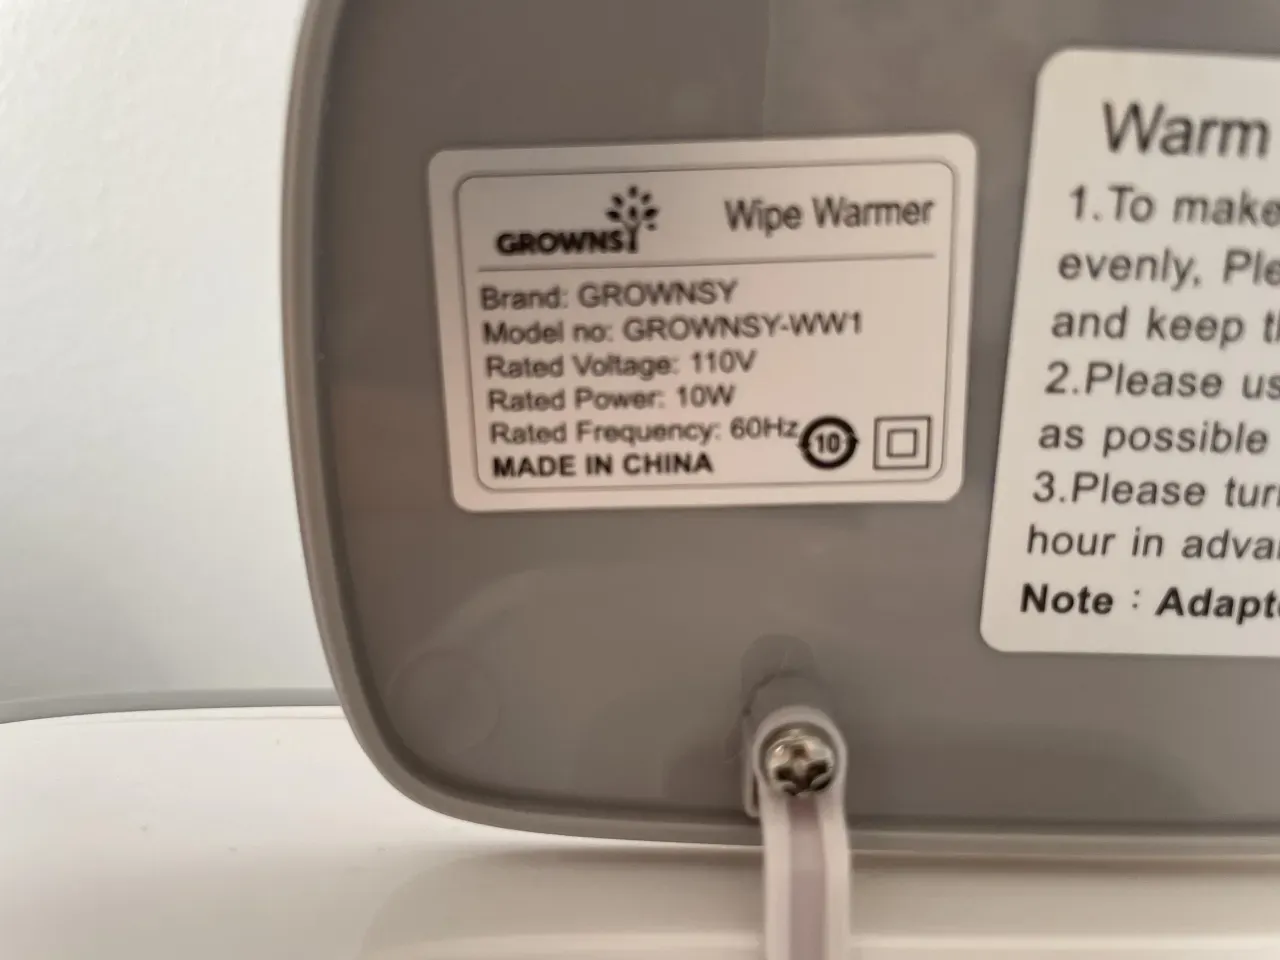 GROWNSY
Wipe Warmer
Brand: GROWNSY
Model no: GROWNSY-WW1
Rated Voltage: 110V
Rated Power: 10W
Rated Frequency: 60Hz
10
MADE IN CHINA
Warm
1.To make
evenly, Ple
and keep t
2.Please us
as possible
3.Please tur
hour in adva
Note : Adapt